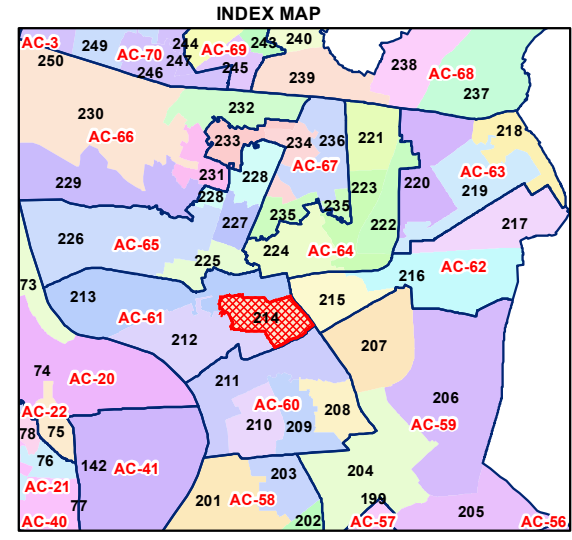 INDEX MAP
AC-3 249 AC-70 244 AC-69 243 240
250 246 247 245 239 238 AC-68 237
230 232 218
AC-66 233 234 236 221 AC-63
AC-67
229 231 228 223 220 219
228 227 235 235 222 217
226 AC-65 224 AC-64
225 216 AC-62
73 213 215
AC-61 214
212 207
74 AC-20 211 206
AC-22 AC-60 208 AC-59
78 75 210 209
76 142 AC-41 203 204
AC-21 201 AC-58 199
AC-40 77 202 AC-57 205 AC-56